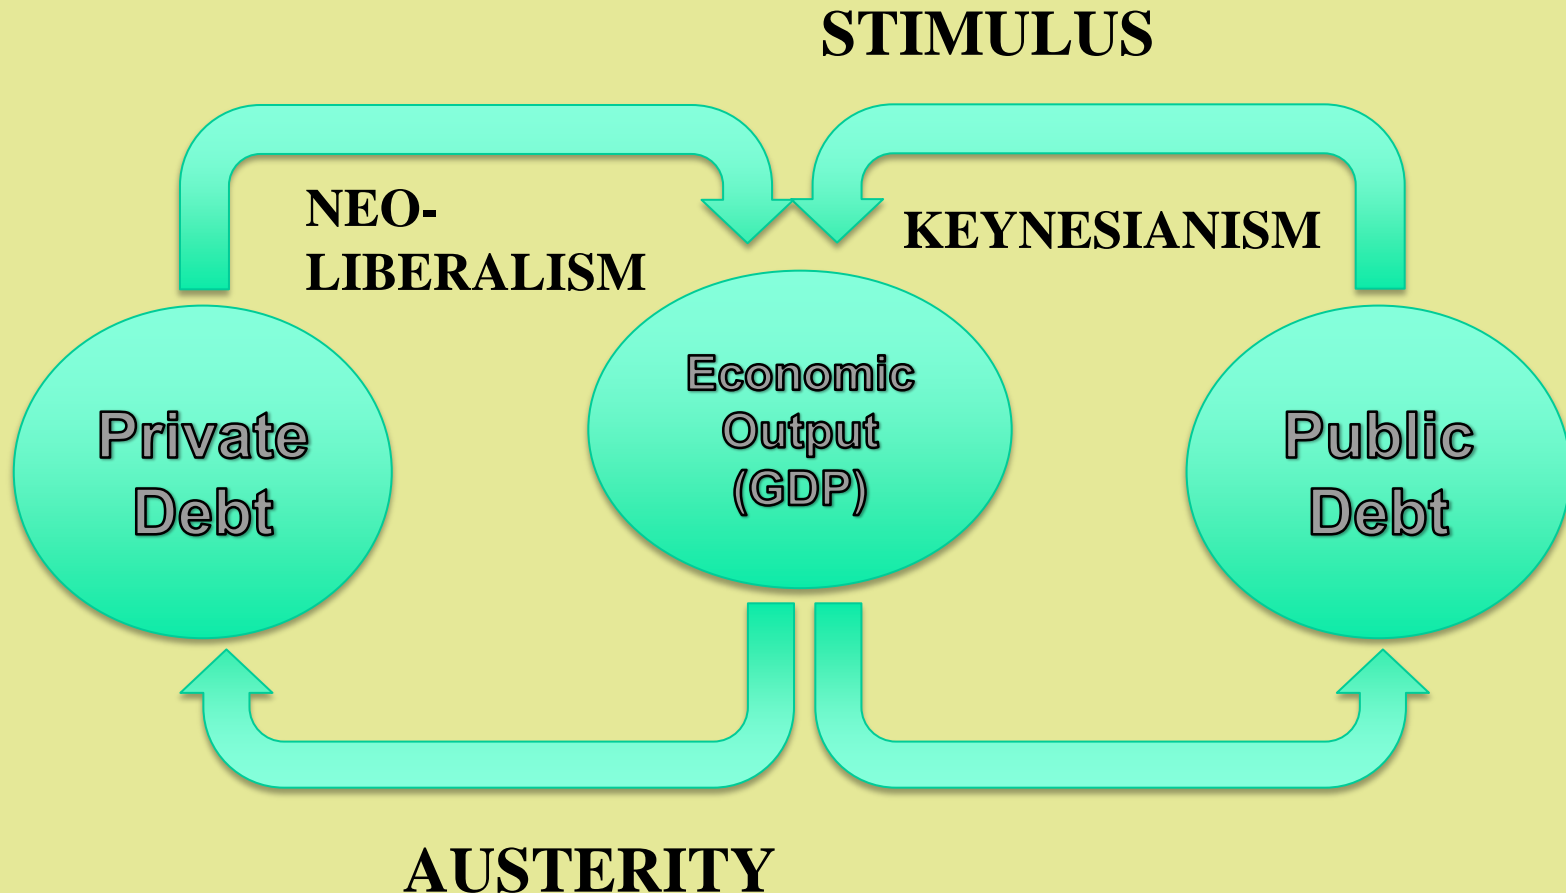 STIMULUS
NEO-
LIBERALISM
KEYNESIANISM
Private
Debt
Economic
Output
(GDP)
Public
Debt
AUSTERITY